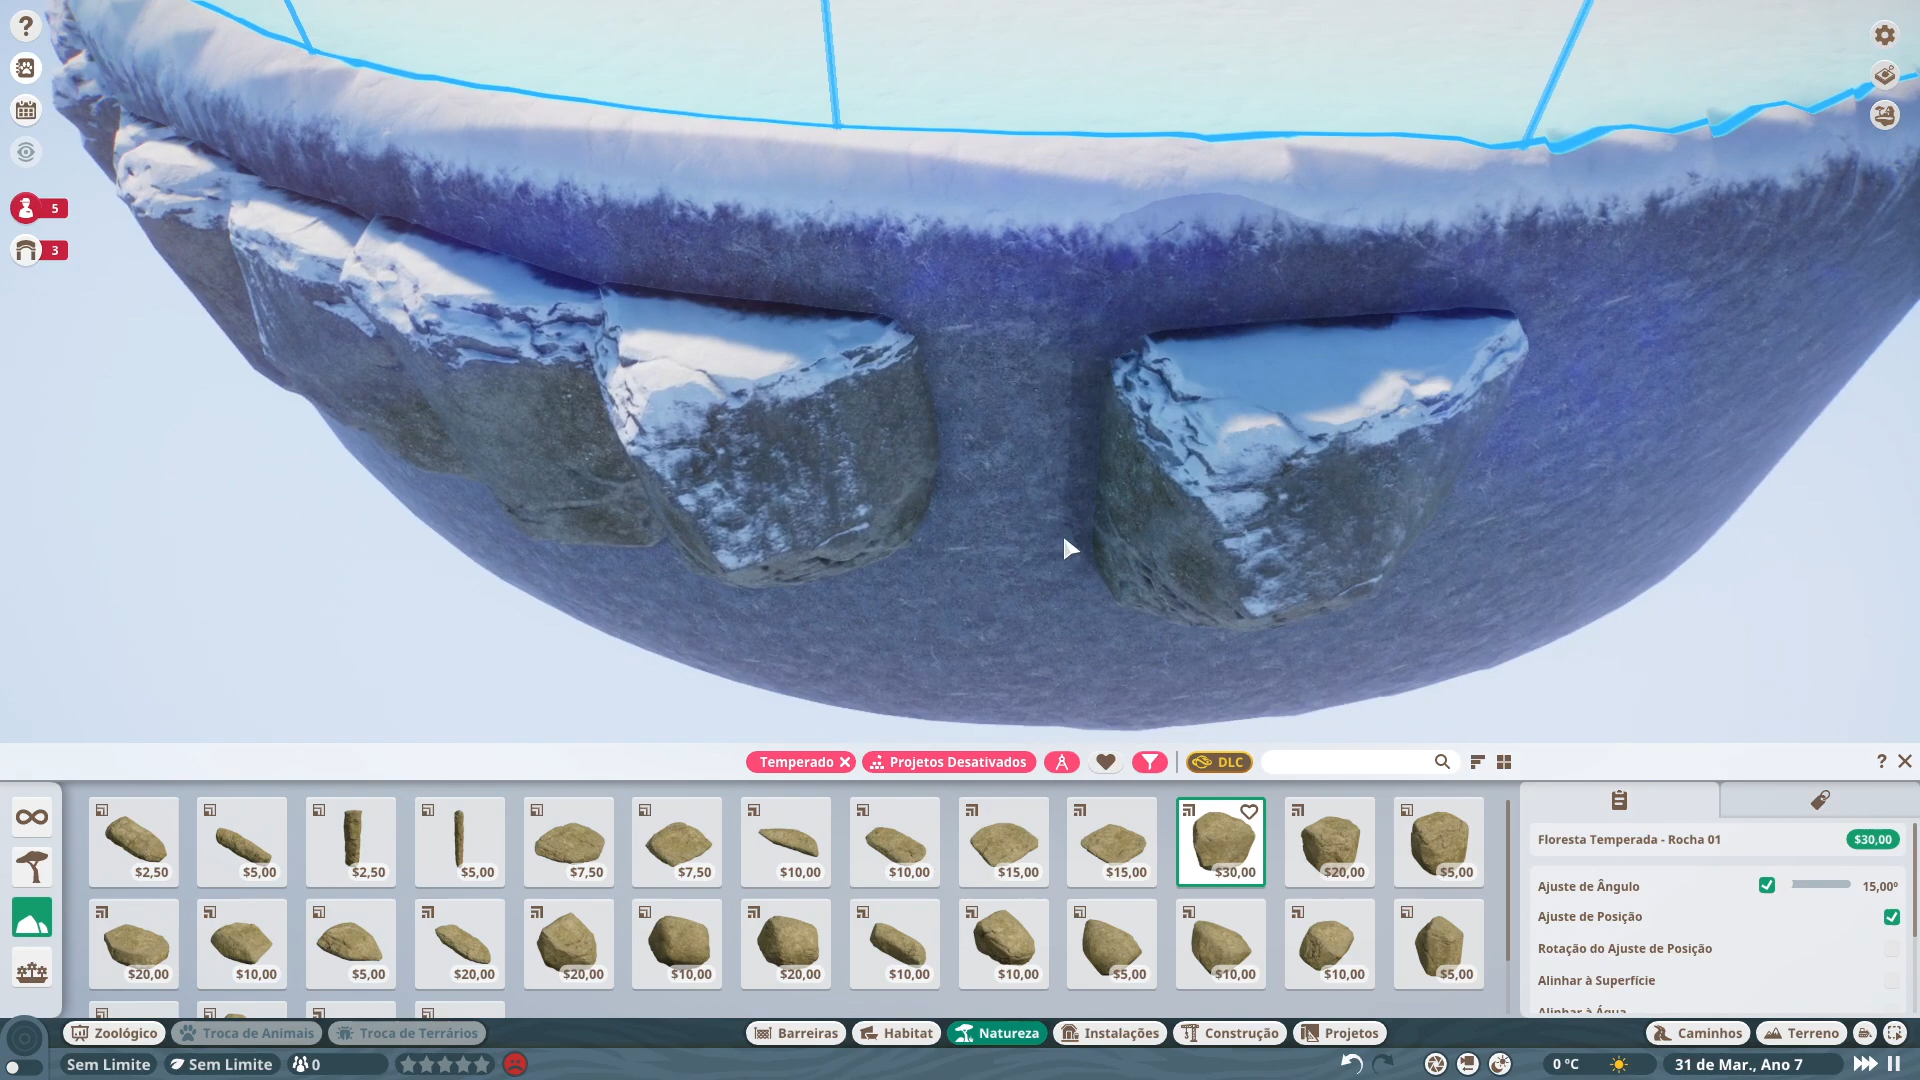 ?
5
3
Temperado ✕
Projetos Desativados
DLC
?
$2,50
$5,00
$2,50
$5,00
$7,50
$7,50
$10,00
$10,00
$15,00
$15,00
$30,00
$20,00
$5,00
$20,00
$10,00
$5,00
$20,00
$20,00
$10,00
$20,00
$10,00
$10,00
$5,00
$10,00
$10,00
$5,00
Floresta Temperada - Rocha 01
$30,00
Ajuste de Ângulo
15,00º
Ajuste de Posição
Rotação do Ajuste de Posição
Alinhar à Superfície
Alinhar à Água
Zoológico
Troca de Animais
Troca de Terrários
Barreiras
Habitat
Natureza
Instalações
Construção
Projetos
Caminhos
Terreno
Sem Limite
Sem Limite
0
0 °C
31 de Mar., Ano 7